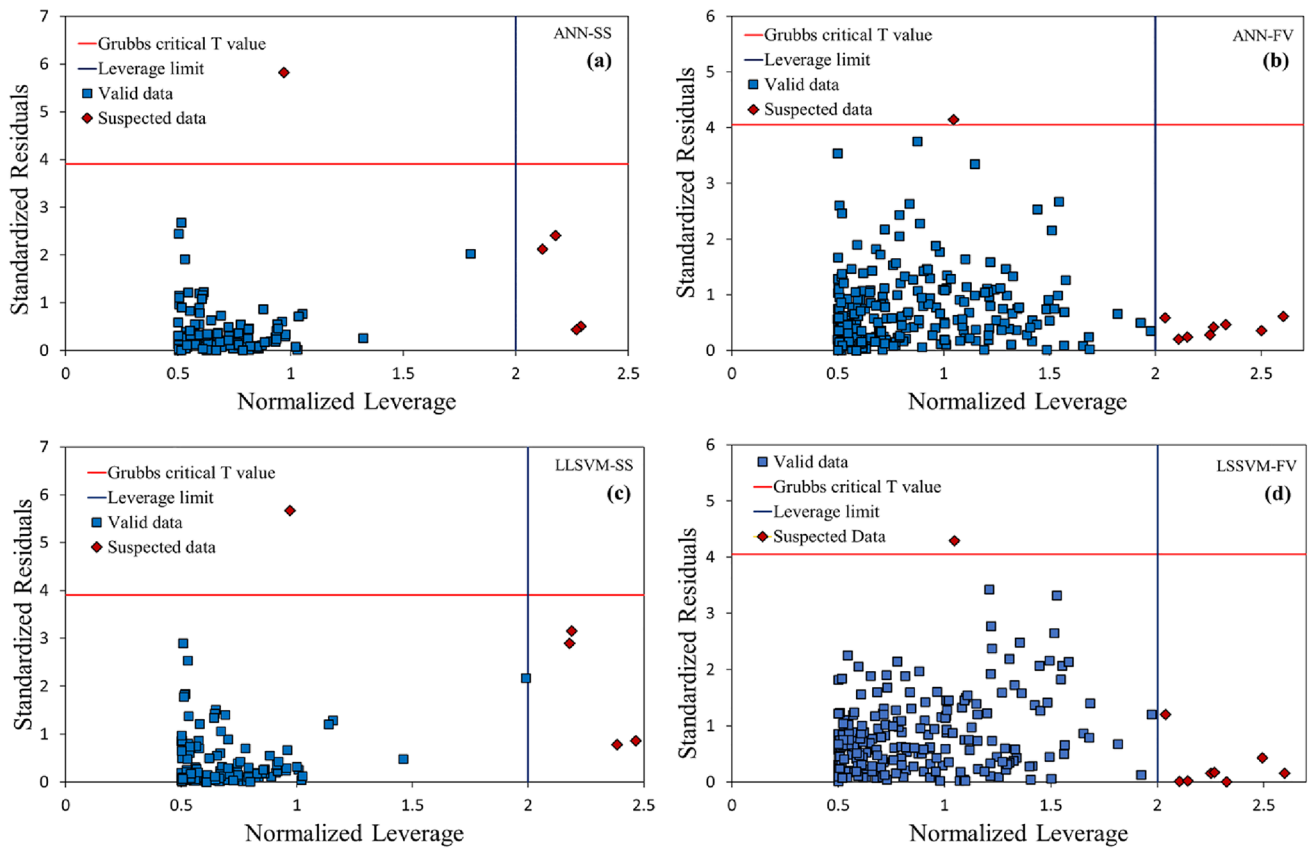 ANN-SS
(a)
Grubbs critical T value
Leverage limit
Valid data
Suspected data
Standardized Residuals
7
6
5
4
3
2
1
0
0 0.5 1 1.5 2 2.5
Normalized Leverage
ANN-FV
(b)
Grubbs critical T value
Leverage limit
Valid data
Suspected data
Standardized Residuals
6
5
4
3
2
1
0
0 0.5 1 1.5 2 2.5
Normalized Leverage
LLSVM-SS
(c)
Grubbs critical T value
Leverage limit
Valid data
Suspected data
Standardized Residuals
7
6
5
4
3
2
1
0
0 0.5 1 1.5 2 2.5
Normalized Leverage
LSSVM-FV
(d)
Valid data
Grubbs critical T value
Leverage limit
Suspected Data
Standardized Residuals
6
5
4
3
2
1
0
0 0.5 1 1.5 2 2.5
Normalized Leverage